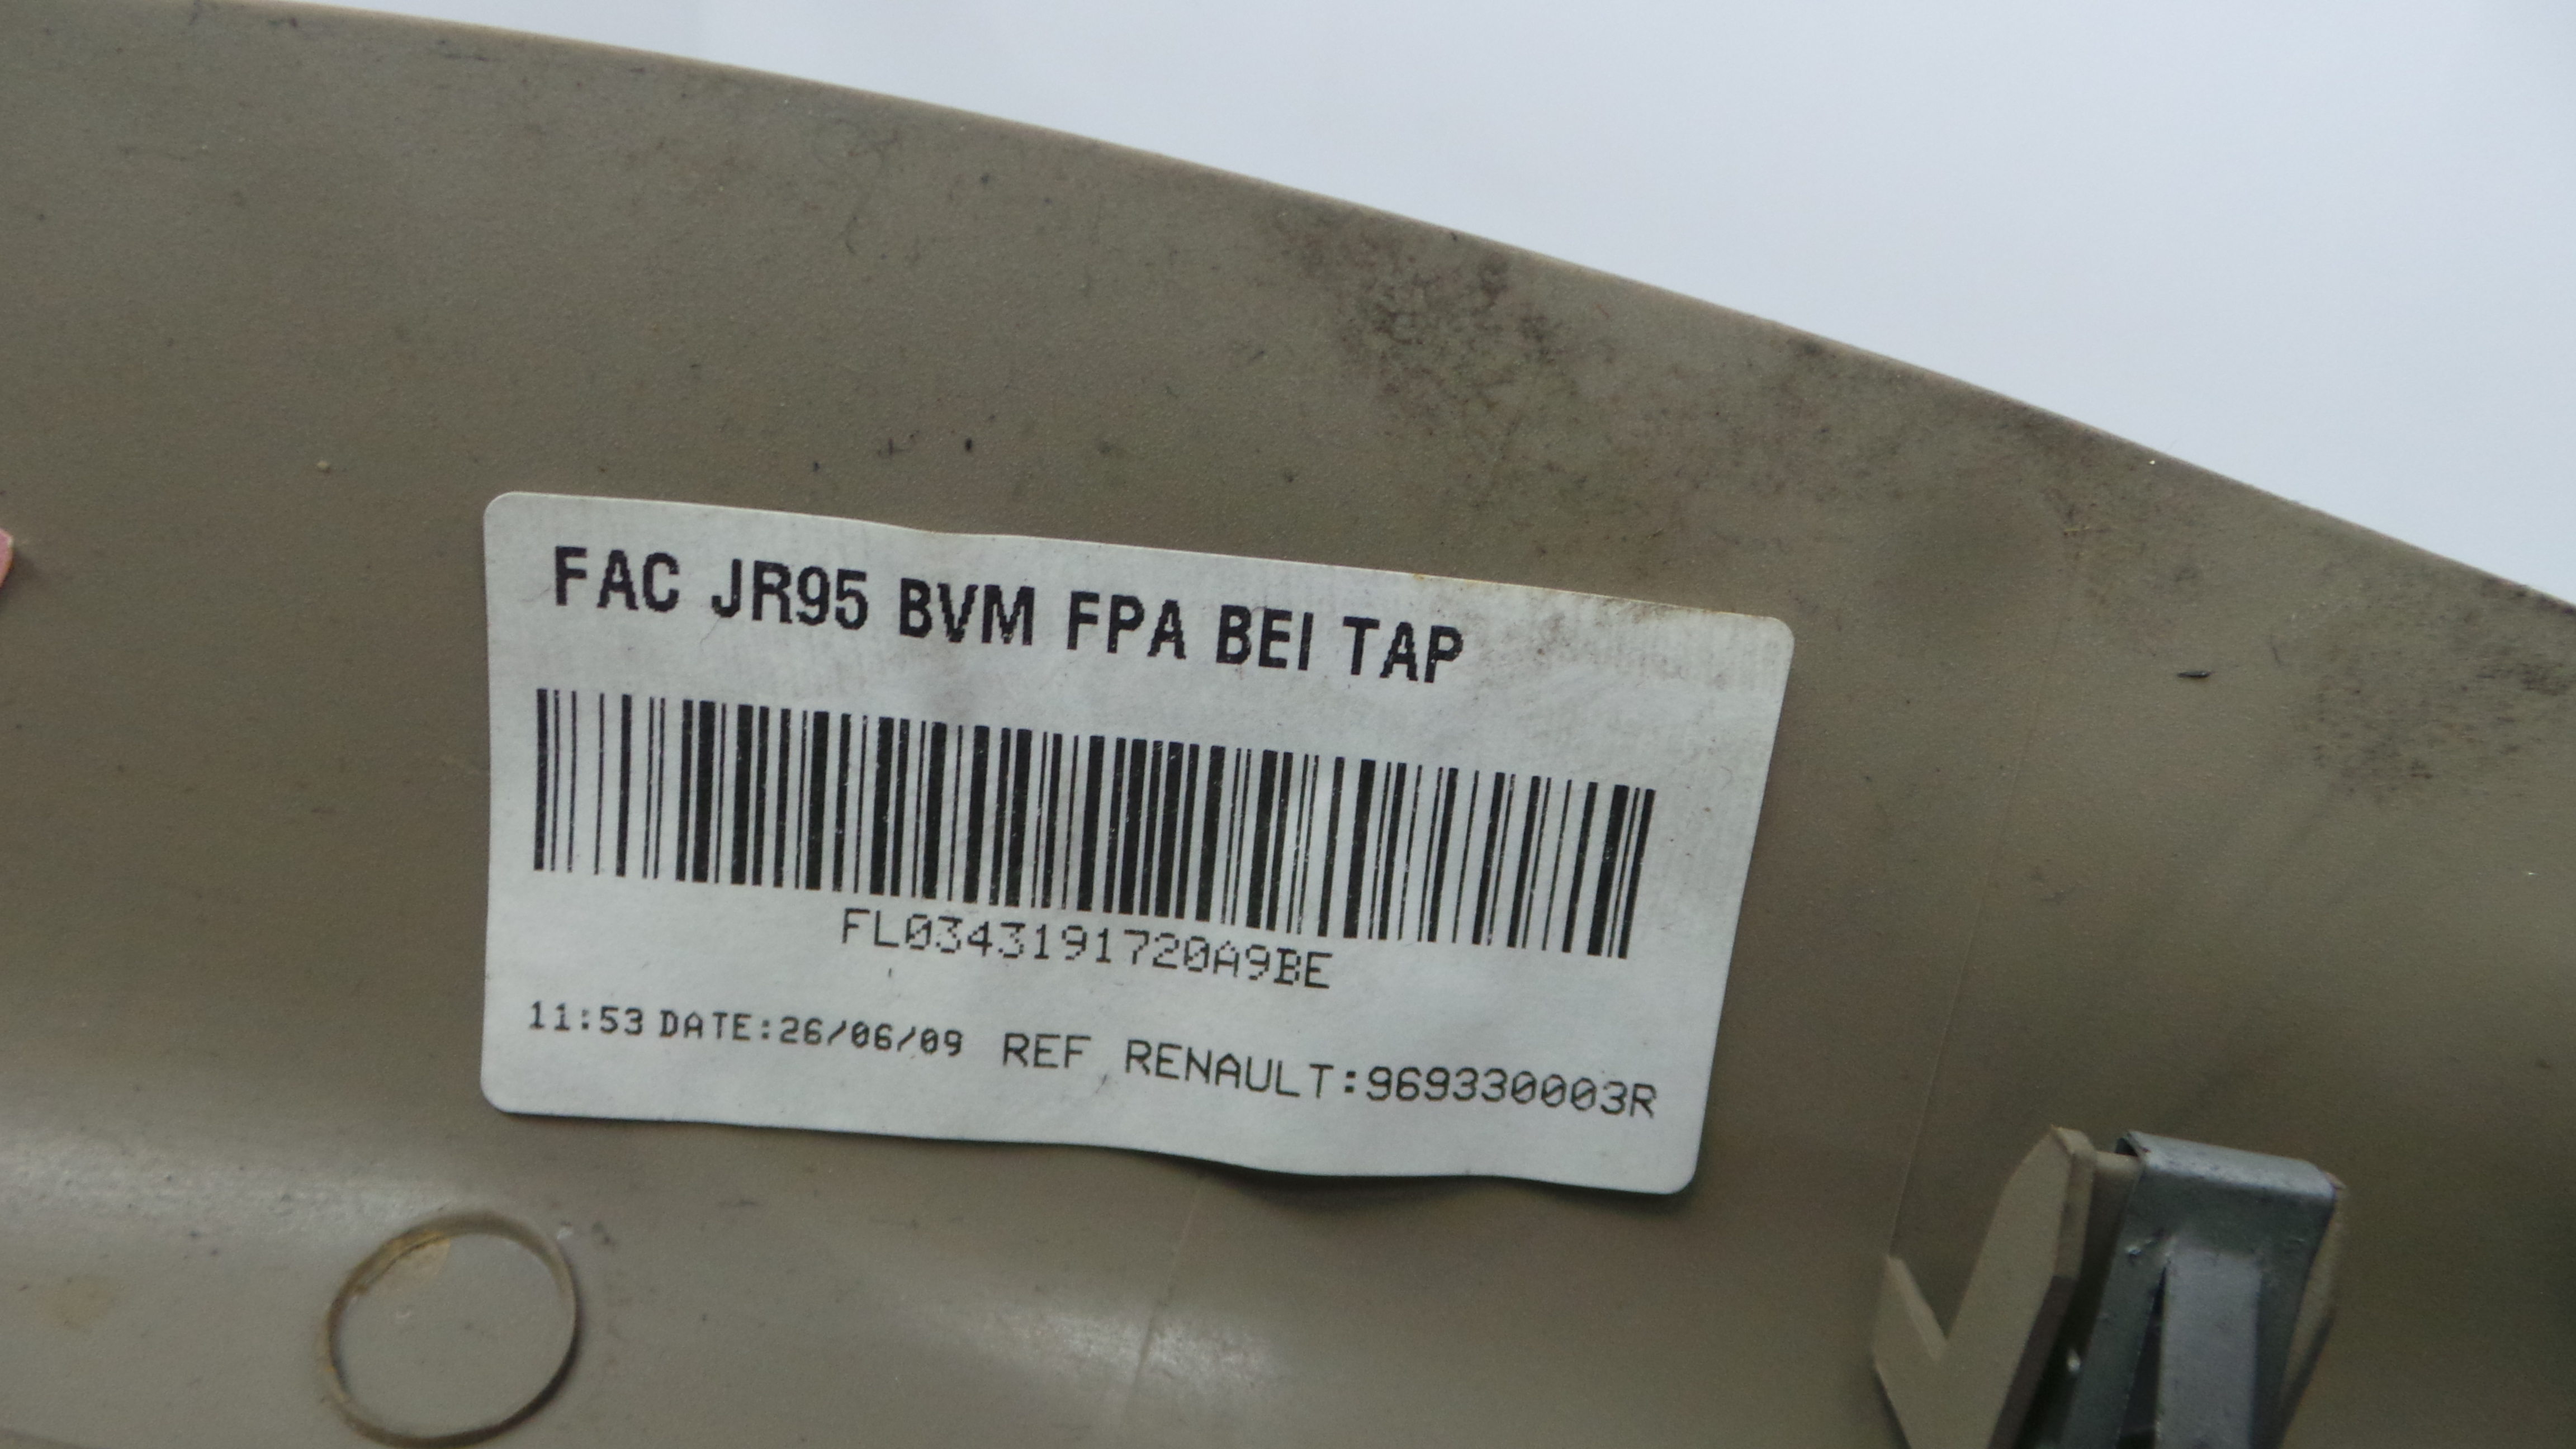 FAC JR95 BVM FPA BEI TAP
FL0343191720A9BE
11:53 DATE:26/06/09 REF RENAULT:969330003R